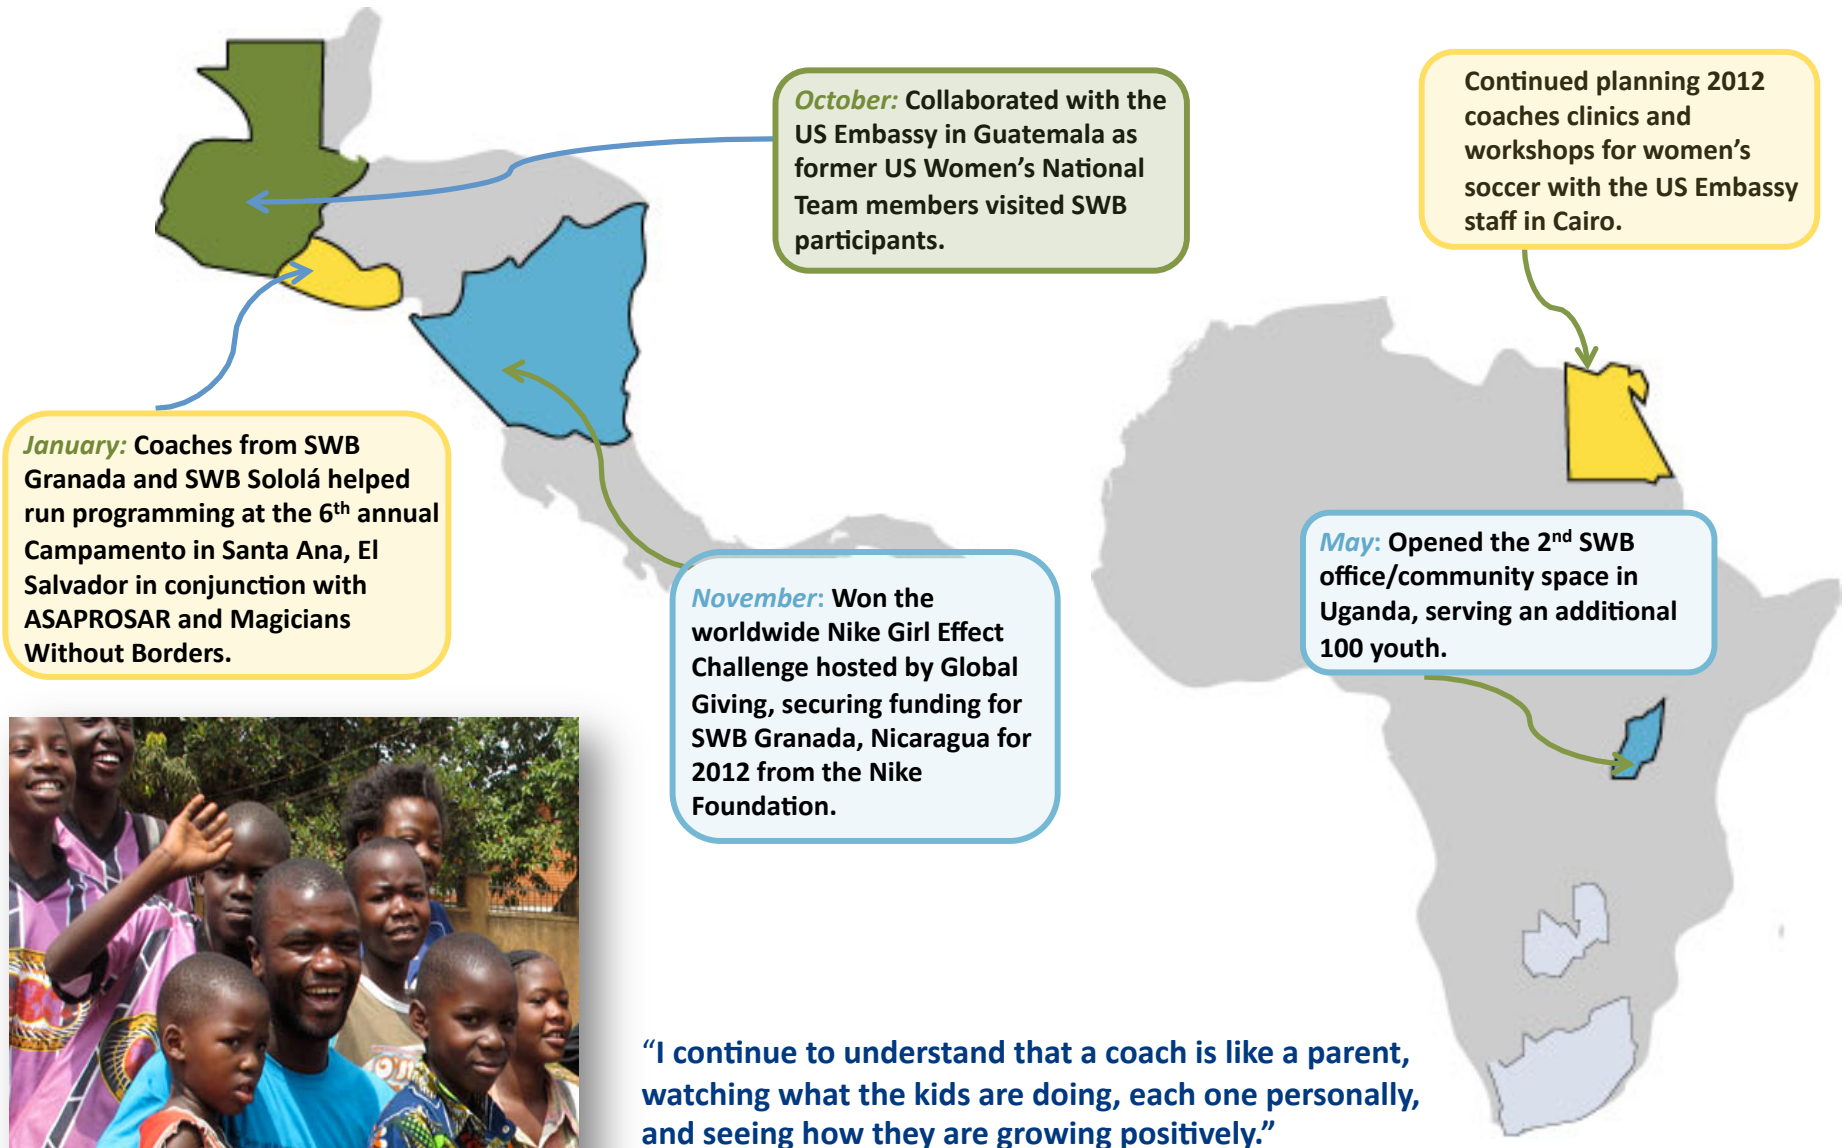 October: Collaborated with the
US Embassy in Guatemala as
former US Women's National
Team members visited SWB
participants.
Continued planning 2012
coaches clinics and
workshops for women's
soccer with the US Embassy
staff in Cairo.
January: Coaches from SWB
Granada and SWB Sololá helped
run programming at the 6th annual
Campamento in Santa Ana, El
Salvador in conjunction with
ASAPROSAR and Magicians
Without Borders.
November: Won the
worldwide Nike Girl Effect
Challenge hosted by Global
Giving, securing funding for
SWB Granada, Nicaragua for
2012 from the Nike
Foundation.
May: Opened the 2nd SWB
office/community space in
Uganda, serving an additional
100 youth.
“I continue to understand that a coach is like a parent,
watching what the kids are doing, each one personally,
and seeing how they are growing positively.”